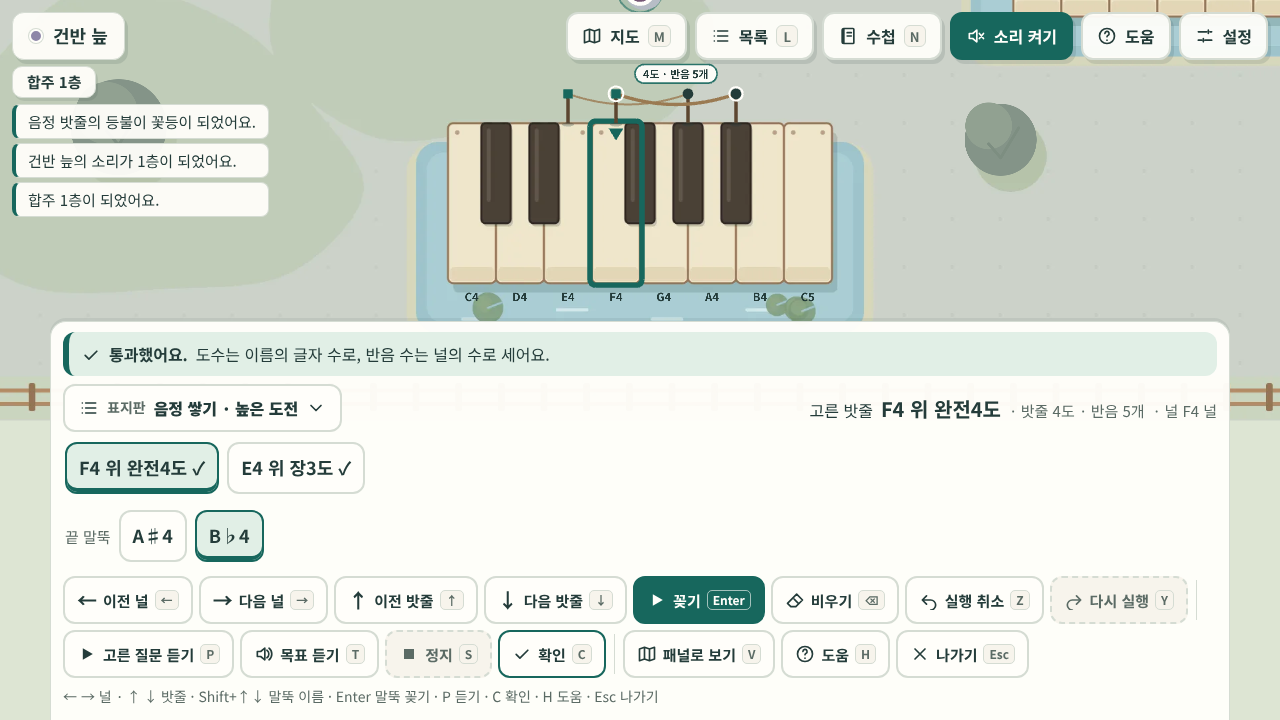 건반 늪
지도 M
목록 L
수첩 N
소리 켜기
도움
설정
합주 1층
음정 밧줄의 등불이 꽃등이 되었어요.
건반 늪의 소리가 1층이 되었어요.
합주 1층이 되었어요.
4도 · 반음 5개
C4 D4 E4 F4 G4 A4 B4 C5
통과했어요. 도수는 이름의 글자 수로, 반음 수는 널의 수로 세어요.
표지판 음정 쌓기 · 높은 도전
고른 밧줄 F4 위 완전4도 · 밧줄 4도 · 반음 5개 · 널 F4 널
F4 위 완전4도 ✓
E4 위 장3도 ✓
끝 말뚝 A♯4 B♭4
← 이전 널 ←
→ 다음 널 →
↑ 이전 밧줄 ↑
↓ 다음 밧줄 ↓
꽂기 Enter
비우기 ⌫
실행 취소 Z
다시 실행 Y
고른 질문 듣기 P
목표 듣기 T
정지 S
확인 C
패널로 보기 V
도움 H
나가기 Esc
← → 널 · ↑ ↓ 밧줄 · Shift+↑↓ 말뚝 이름 · Enter 말뚝 꽂기 · P 듣기 · C 확인 · H 도움 · Esc 나가기